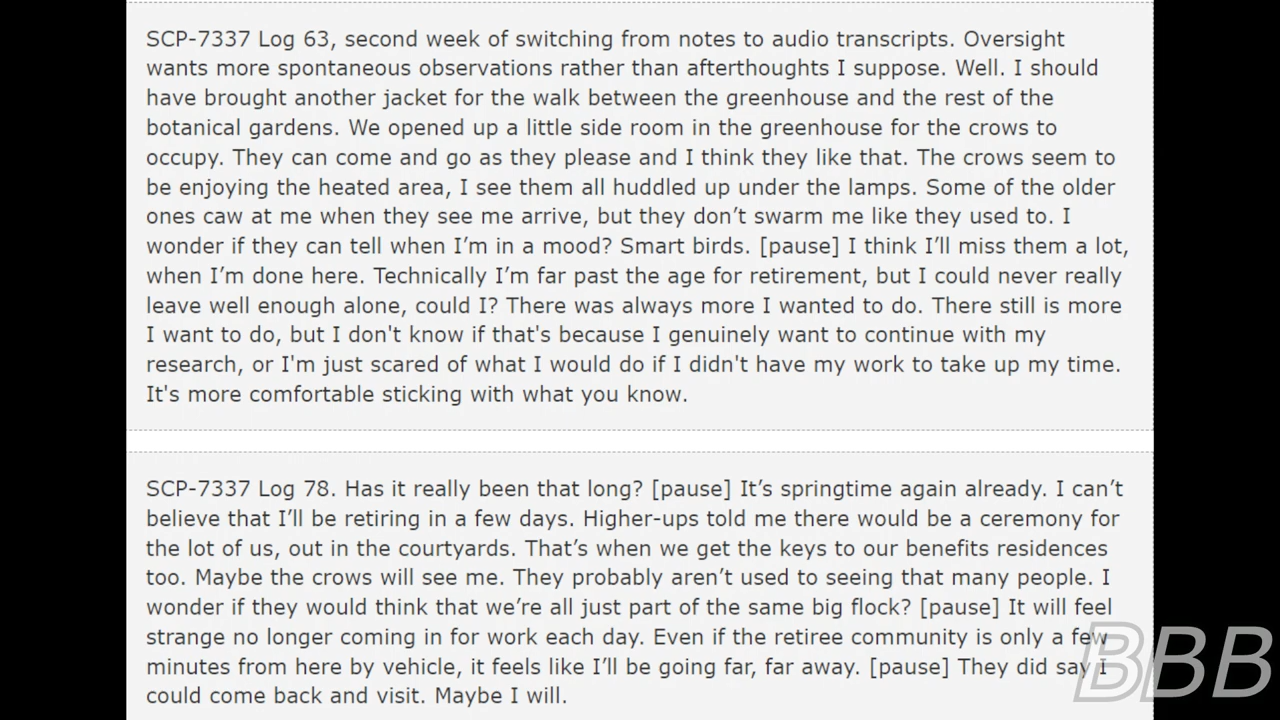 SCP-7337 Log 63, second week of switching from notes to audio transcripts. Oversight
wants more spontaneous observations rather than afterthoughts I suppose. Well. I should
have brought another jacket for the walk between the greenhouse and the rest of the
botanical gardens. We opened up a little side room in the greenhouse for the crows to
occupy. They can come and go as they please and I think they like that. The crows seem to
be enjoying the heated area, I see them all huddled up under the lamps. Some of the older
ones caw at me when they see me arrive, but they don’t swarm me like they used to. I
wonder if they can tell when I’m in a mood? Smart birds. [pause] I think I’ll miss them a lot,
when I’m done here. Technically I’m far past the age for retirement, but I could never really
leave well enough alone, could I? There was always more I wanted to do. There still is more
I want to do, but I don't know if that's because I genuinely want to continue with my
research, or I'm just scared of what I would do if I didn't have my work to take up my time.
It's more comfortable sticking with what you know.
SCP-7337 Log 78. Has it really been that long? [pause] It’s springtime again already. I can’t
believe that I’ll be retiring in a few days. Higher-ups told me there would be a ceremony for
the lot of us, out in the courtyards. That’s when we get the keys to our benefits residences
too. Maybe the crows will see me. They probably aren’t used to seeing that many people. I
wonder if they would think that we’re all just part of the same big flock? [pause] It will feel
strange no longer coming in for work each day. Even if the retiree community is only a few
minutes from here by vehicle, it feels like I’ll be going far, far away. [pause] They did say I
could come back and visit. Maybe I will.
BBB